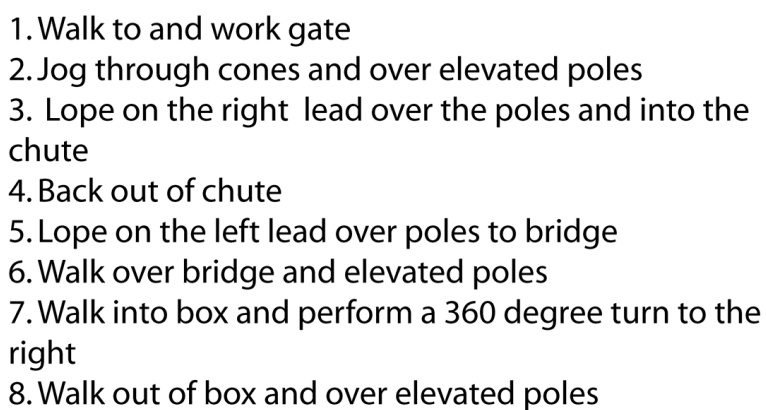 1. Walk to and work gate
2. Jog through cones and over elevated poles
3.  Lope on the right  lead over the poles and into the
chute
4. Back out of chute
5. Lope on the left lead over poles to bridge
6. Walk over bridge and elevated poles
7. Walk into box and perform a 360 degree turn to the
right
8. Walk out of box and over elevated poles